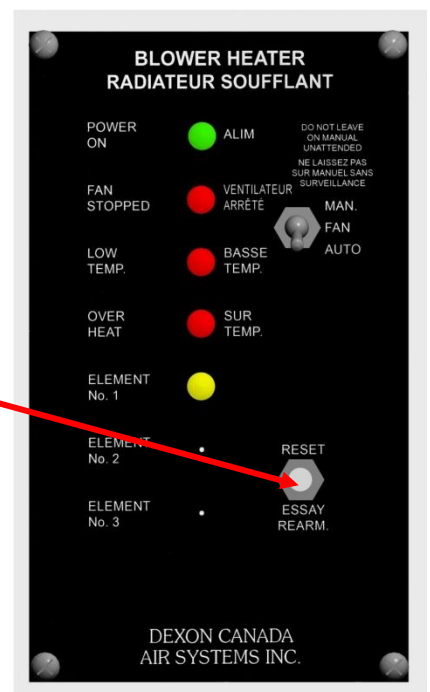 BLOWER HEATER
RADIATEUR SOUFFLANT
POWER
ON
ALIM
DO NOT LEAVE
ON MANUAL
UNATTENDED
NE LAISSEZ PAS
SUR MANUEL SANS
SURVEILLANCE
FAN
STOPPED
VENTILATEUR
ARRÊTÉ
MAN.
FAN
AUTO
LOW
TEMP.
BASSE
TEMP.
OVER
HEAT
SUR
TEMP.
ELEMENT
No. 1
ELEMENT
No. 2
RESET
ESSAY
REARM.
ELEMENT
No. 3
DEXON CANADA
AIR SYSTEMS INC.